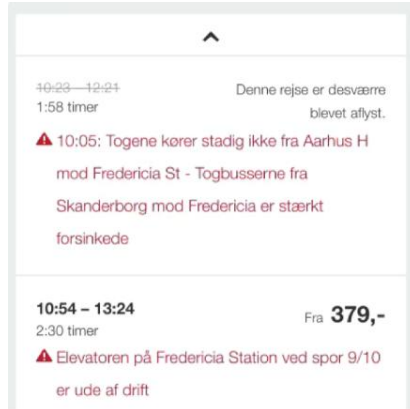 10:23 – 12:21
Denne rejse er desværre
1:58 timer
blevet aflyst.
10:05: Togene kører stadig ikke fra Aarhus H
mod Fredericia St - Togbusserne fra
Skanderborg mod Fredericia er stærkt
forsinkede
10:54 – 13:24
Fra 379,-
2:30 timer
Elevatoren på Fredericia Station ved spor 9/10
er ude af drift